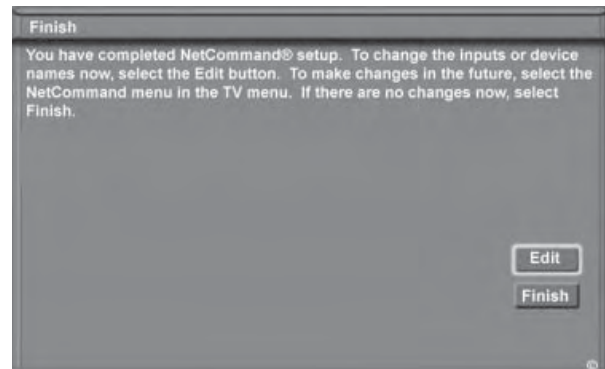 Finish
You have completed NetCommand® setup. To change the inputs or device
names now, select the Edit button. To make changes in the future, select the
NetCommand menu in the TV menu. If there are no changes now, select
Finish.
Edit
Finish
©